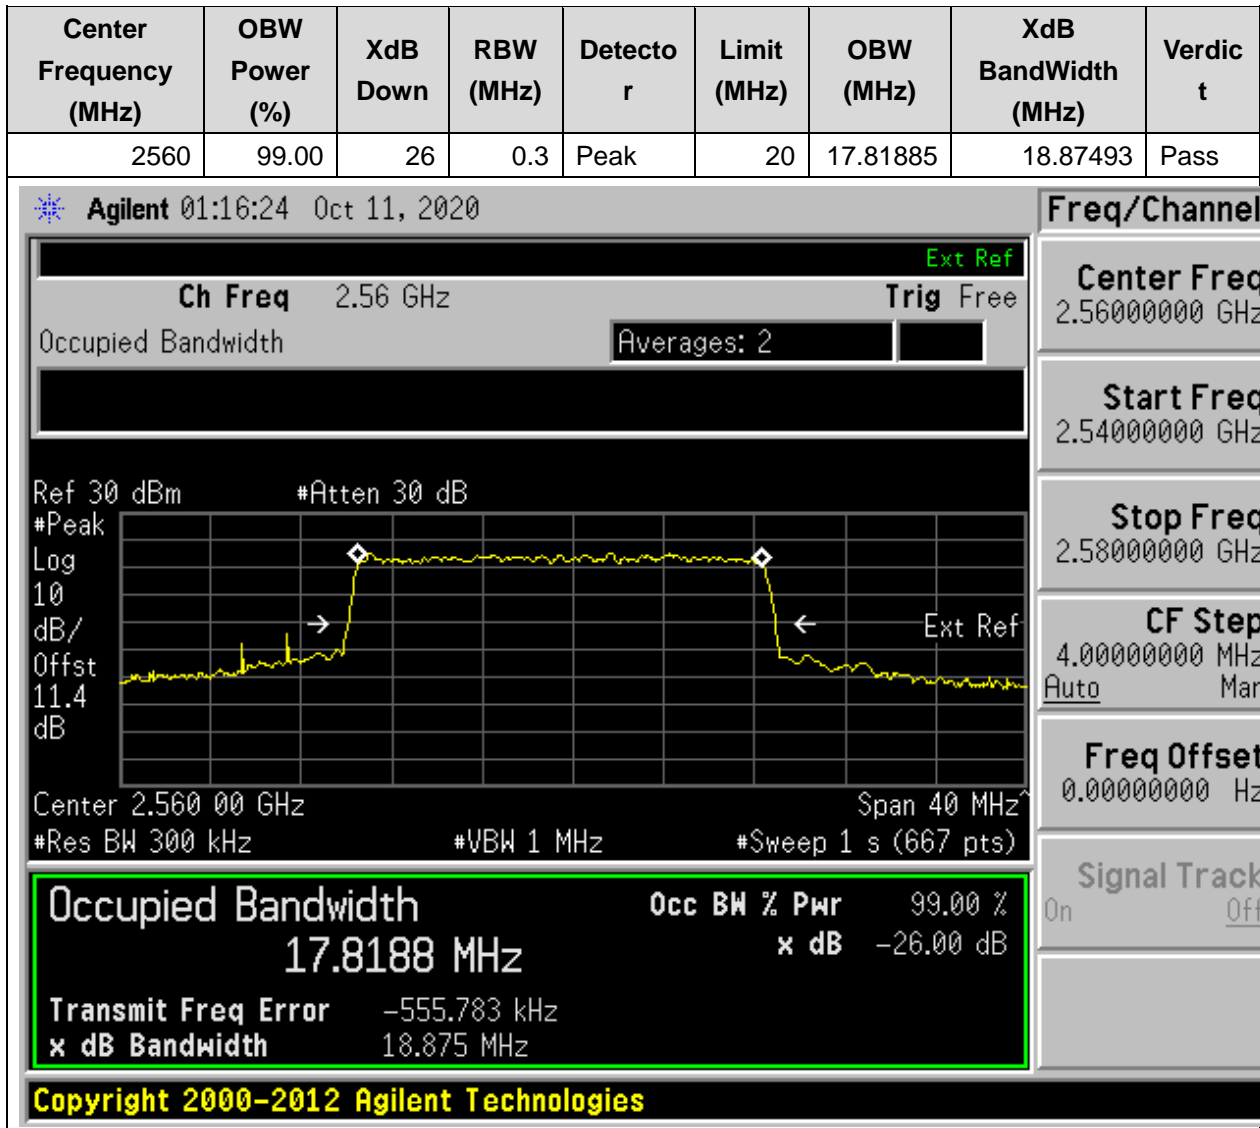 Center Frequency (MHz) OBW Power (%) XdB Down RBW (MHz) Detecto r Limit (MHz) OBW (MHz) XdB BandWidth (MHz) Verdic t
2560 99.00 26 0.3 Peak 20 17.81885 18.87493 Pass
Agilent 01:16:24 Oct 11, 2020
Ext Ref
Ch Freq 2.56 GHz Trig Free
Occupied Bandwidth Averages: 2
Ref 30 dBm #Atten 30 dB
#Peak
Log
10
dB/
Offst
11.4
dB
Ext Ref
Center 2.560 00 GHz Span 40 MHz^
#Res BW 300 kHz #VBW 1 MHz #Sweep 1 s (667 pts)
Occupied Bandwidth Occ BW % Pwr 99.00 %
17.8188 MHz x dB -26.00 dB
Transmit Freq Error -555.783 kHz
x dB Bandwidth 18.875 MHz
Copyright 2000-2012 Agilent Technologies
Freq/Channel
Center Freq
2.56000000 GHz
Start Freq
2.54000000 GHz
Stop Freq
2.58000000 GHz
CF Step
4.00000000 MHz
Auto Man
Freq Offset
0.00000000 Hz
Signal Track
On Off